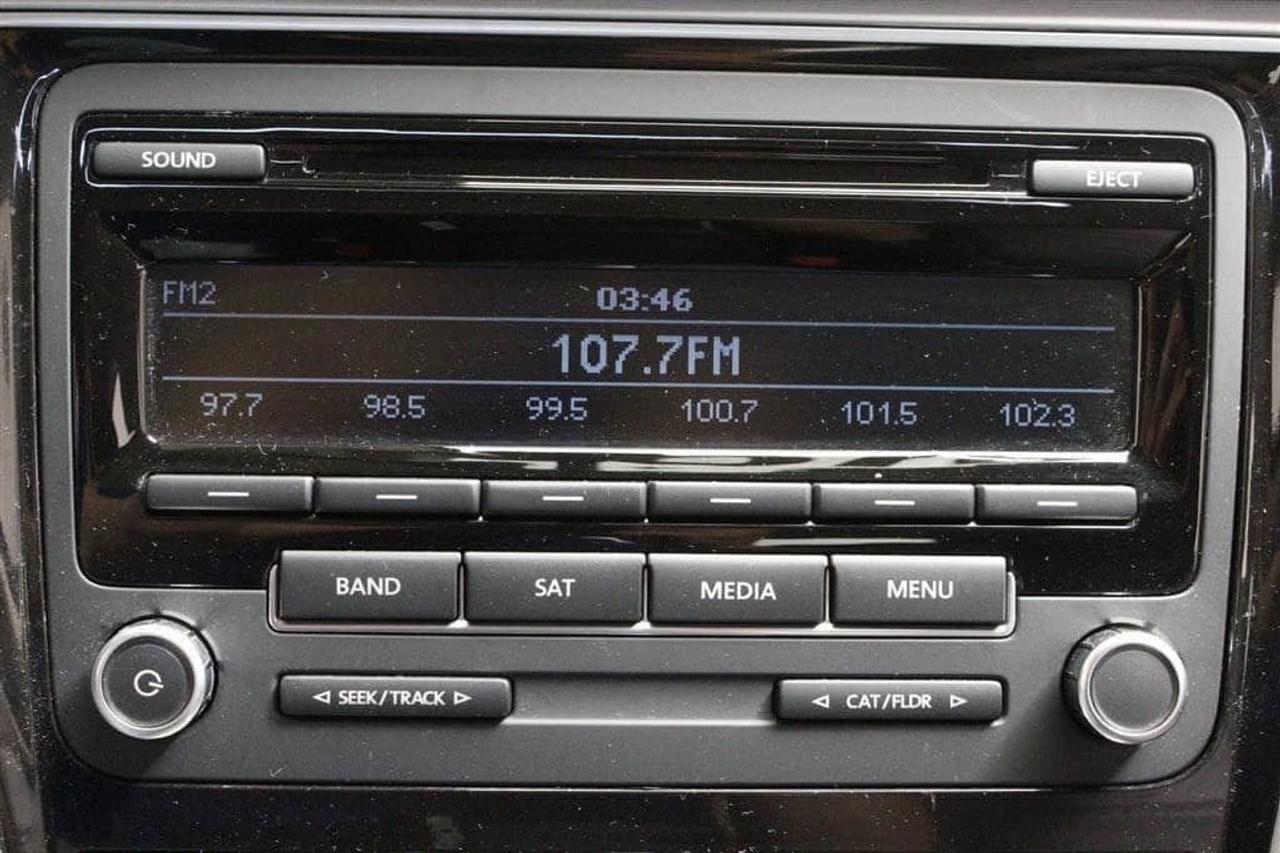 SOUND
EJECT
FM2 03:46
107.7FM
97.7 98.5 99.5 100.7 101.5 102.3
BAND SAT MEDIA MENU
SEEK/TRACK CAT/FLDR